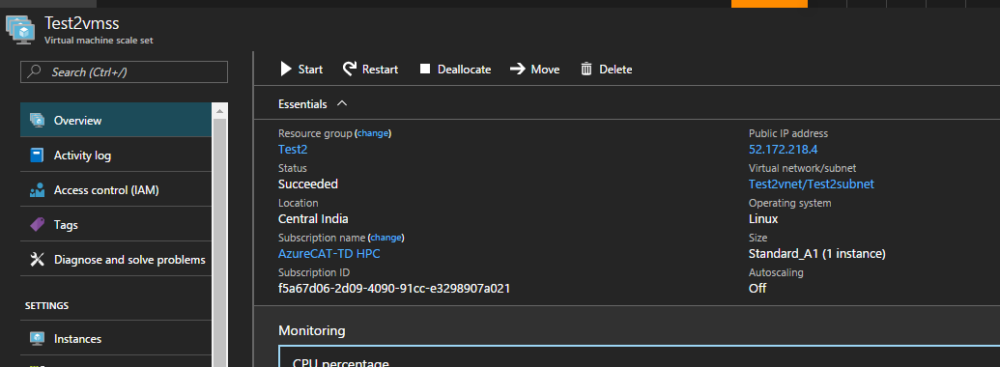 Test2vmss
Virtual machine scale set
Search (Ctrl+/)
Overview
Activity log
Access control (IAM)
Tags
Diagnose and solve problems
SETTINGS
Instances
Start Restart Deallocate Move Delete
Essentials
Resource group (change)
Test2
Status
Succeeded
Location
Central India
Subscription name (change)
AzureCAT-TD HPC
Subscription ID
f5a67d06-2d09-4090-91cc-e3298907a021
Public IP address
52.172.218.4
Virtual network/subnet
Test2vnet/Test2subnet
Operating system
Linux
Size
Standard_A1 (1 instance)
Autoscaling
Off
Monitoring
CPU percentage